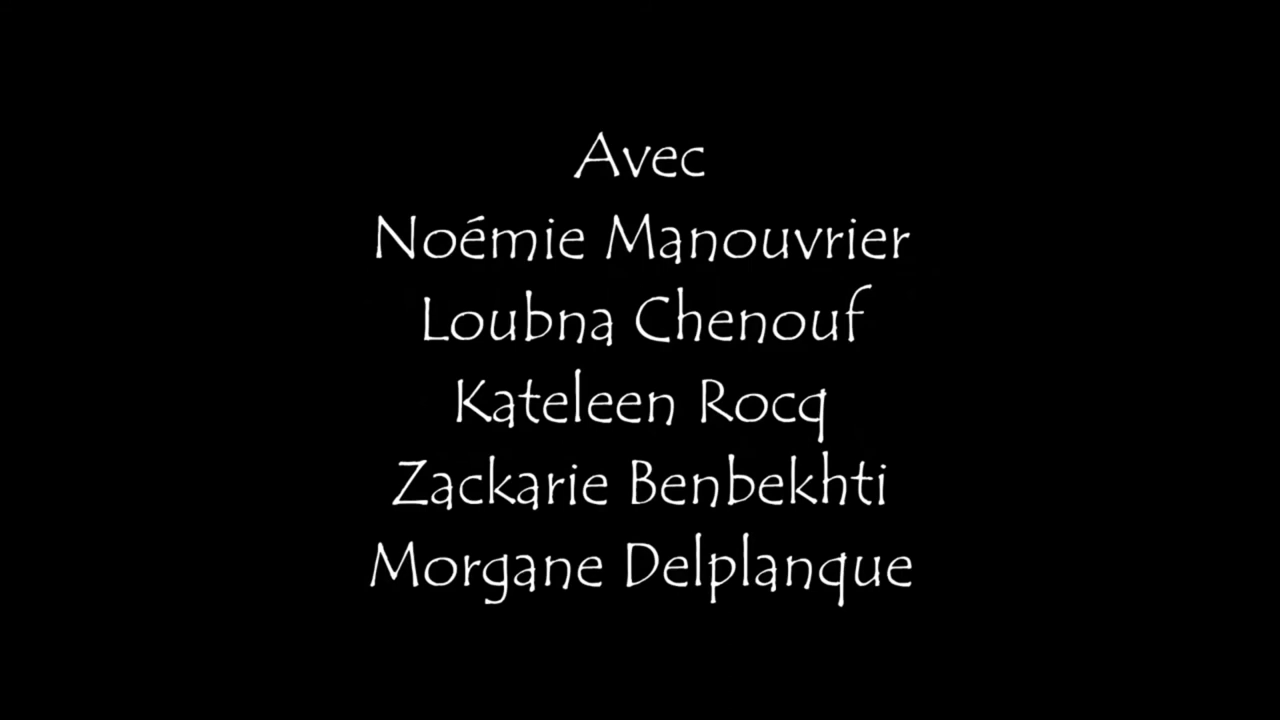 Avec
Noémie Manouvrier
Loubna Chenouf
Kateleen Rocq
Zackarie Benbekhti
Morgane Delplanque